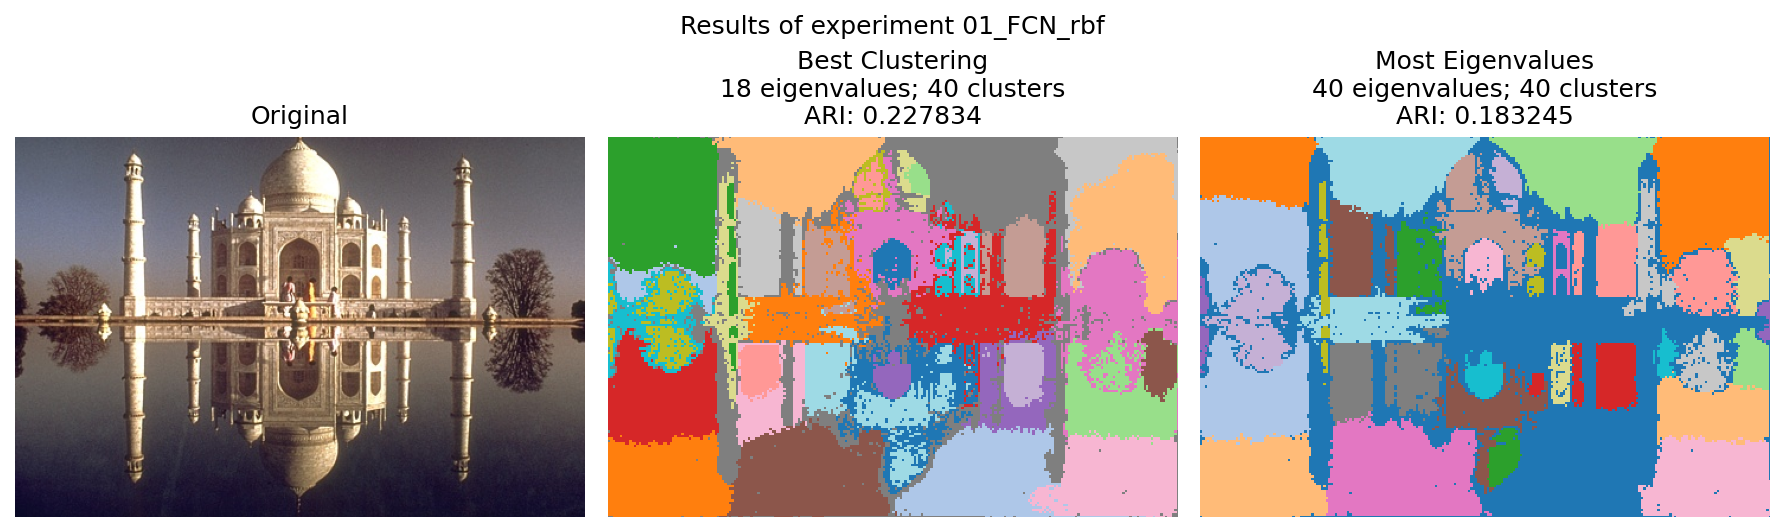 Results of experiment 01_FCN_rbf
Original
Best Clustering
18 eigenvalues; 40 clusters
ARI: 0.227834
Most Eigenvalues
40 eigenvalues; 40 clusters
ARI: 0.183245